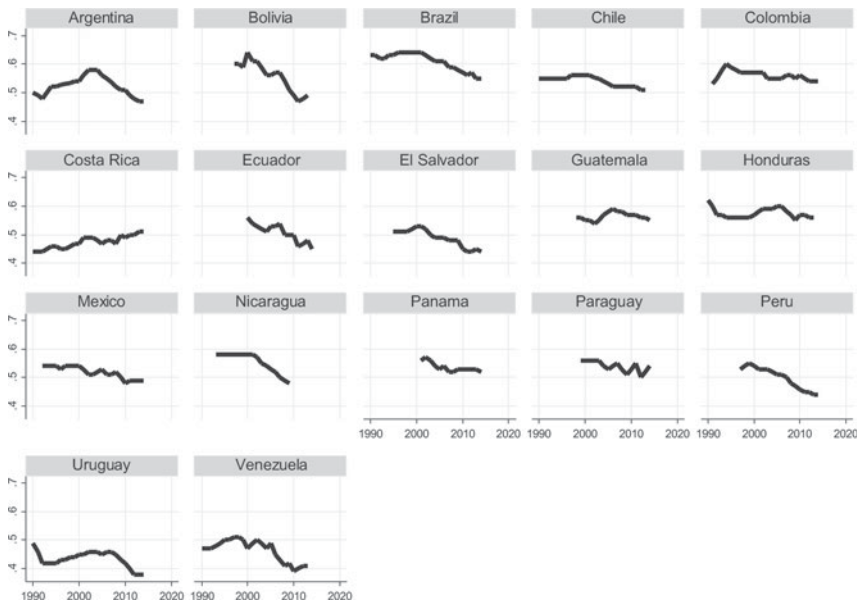 Argentina Bolivia Brazil Chile Colombia
.7
.6
.5
.4
Costa Rica Ecuador El Salvador Guatemala Honduras
.7
.6
.5
.4
Mexico Nicaragua Panama Paraguay Peru
.7
.6
.5
.4
1990 2000 2010 2020 1990 2000 2010 2020 1990 2000 2010 2020
Uruguay Venezuela
.7
.6
.5
.4
1990 2000 2010 2020 1990 2000 2010 2020